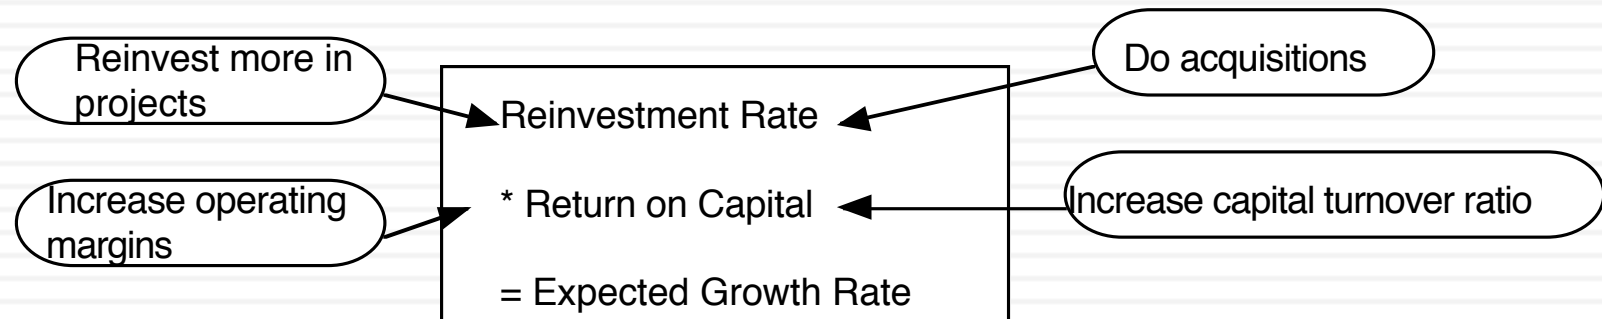 Reinvest more in
projects
Do acquisitions
Reinvestment Rate
Increase operating
margins
* Return on Capital
Increase capital turnover ratio
= Expected Growth Rate